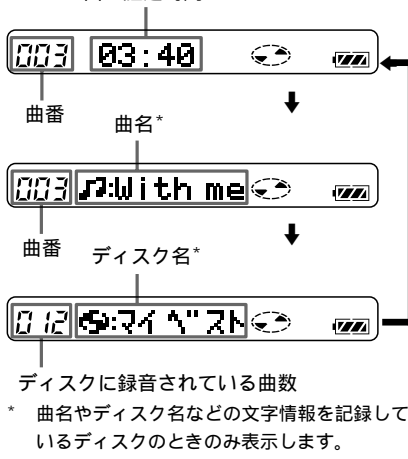 003 03:40
曲番
曲名*
003 ♪:With me
曲番
ディスク名*
012 :マイベスト
ディスクに録音されている曲数
* 曲名やディスク名などの文字情報を記録して
いるディスクのときのみ表示します。